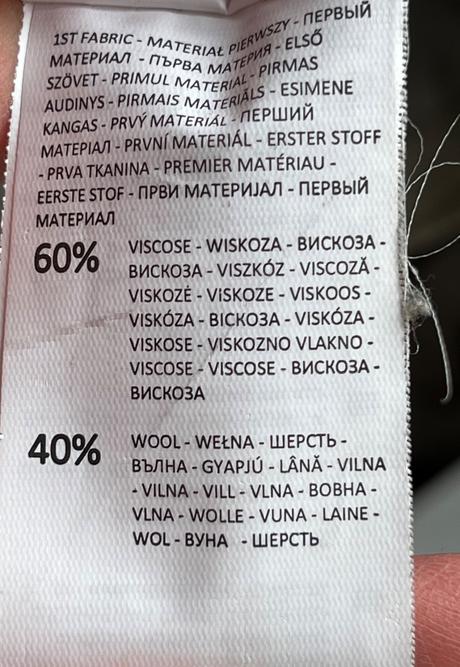 1ST FABRIC - MATERIAŁ PIERWSZY - ПЕРВЫЙ
МАТЕРИАЛ - ПЪРВА МАТЕРИЯ - ELSŐ
SZÖVET - PRIMUL MATERIAL - PIRMAS
AUDINYS - PIRMAIS MATERIĀLS - ESIMENE
KANGAS - PRVÝ MATERIÁL - ПЕРШИЙ
МАТЕРІАЛ - PRVNÍ MATERIÁL - ERSTER STOFF
- PRVA TKANINA - PREMIER MATÉRIAU -
EERSTE STOF - ПРВИ МАТЕРИЈАЛ - ПЕРВЫЙ
МАТЕРИАЛ
60% VISCOSE - WISKOZA - ВИСКОЗА -
ВИСКОЗА - VISZKÓZ - VISCOZĂ -
VISKOZĖ - VISKOZE - VISKOOS -
VISKÓZA - ВІСКОЗА - VISKÓZA -
VISKOSE - VISKOZNO VLAKNO -
VISCOSE - VISCOSE - ВИСКОЗА -
ВИСКОЗА
40% WOOL - WEŁNA - ШЕРСТЬ -
ВЪЛНА - GYAPJÚ - LÂNĂ - VILNA
- VILNA - VILL - VLNA - ВОВНА -
VLNA - WOLLE - VUNA - LAINE -
WOL - ВУНА - ШЕРСТЬ